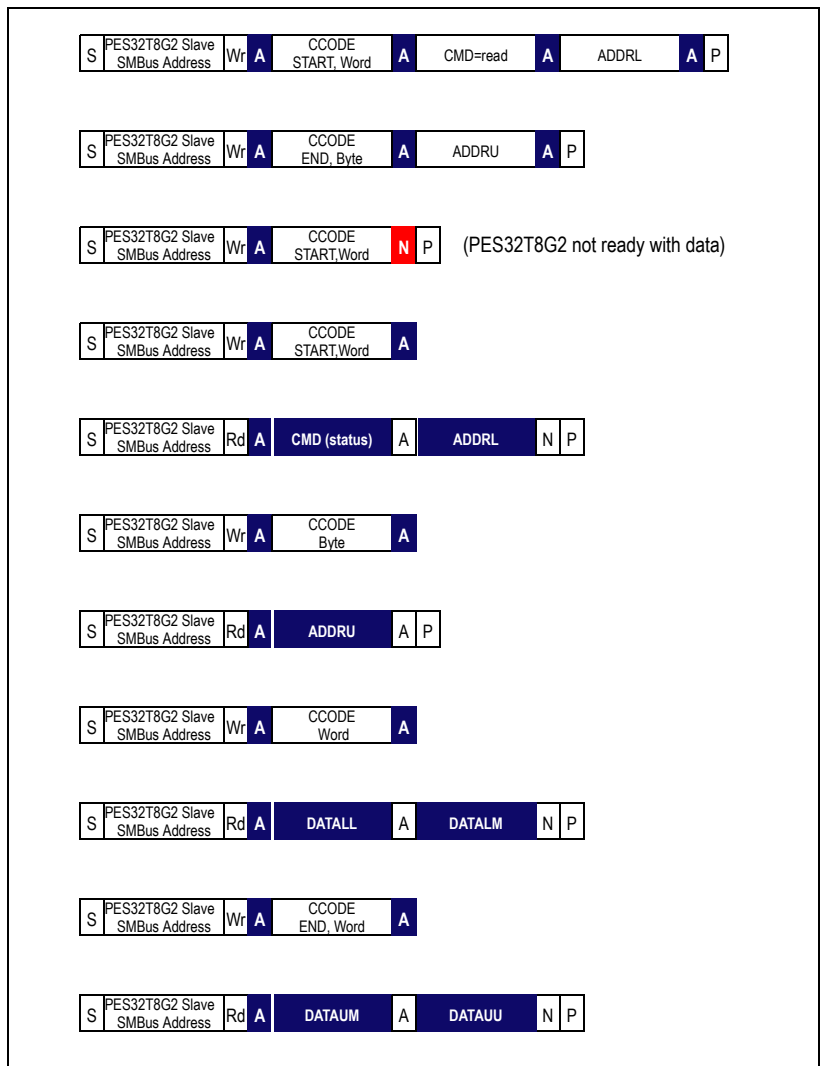 S PES32T8G2 Slave SMBus Address Wr A CCODE START, Word A CMD=read A ADDRL A P
S PES32T8G2 Slave SMBus Address Wr A CCODE END, Byte A ADDRU A P
S PES32T8G2 Slave SMBus Address Wr A CCODE START,Word N P (PES32T8G2 not ready with data)
S PES32T8G2 Slave SMBus Address Wr A CCODE START,Word A
S PES32T8G2 Slave SMBus Address Rd A CMD (status) A ADDRL N P
S PES32T8G2 Slave SMBus Address Wr A CCODE Byte A
S PES32T8G2 Slave SMBus Address Rd A ADDRU A P
S PES32T8G2 Slave SMBus Address Wr A CCODE Word A
S PES32T8G2 Slave SMBus Address Rd A DATALL A DATALM N P
S PES32T8G2 Slave SMBus Address Wr A CCODE END, Word A
S PES32T8G2 Slave SMBus Address Rd A DATAUM A DATAUU N P